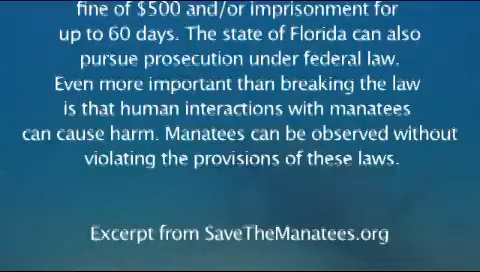 fine of $500 and/or imprisonment for
up to 60 days. The state of Florida can also
pursue prosecution under federal law.
Even more important than breaking the law
is that human interactions with manatees
can cause harm. Manatees can be observed without
violating the provisions of these laws.
Excerpt from SaveTheManatees.org